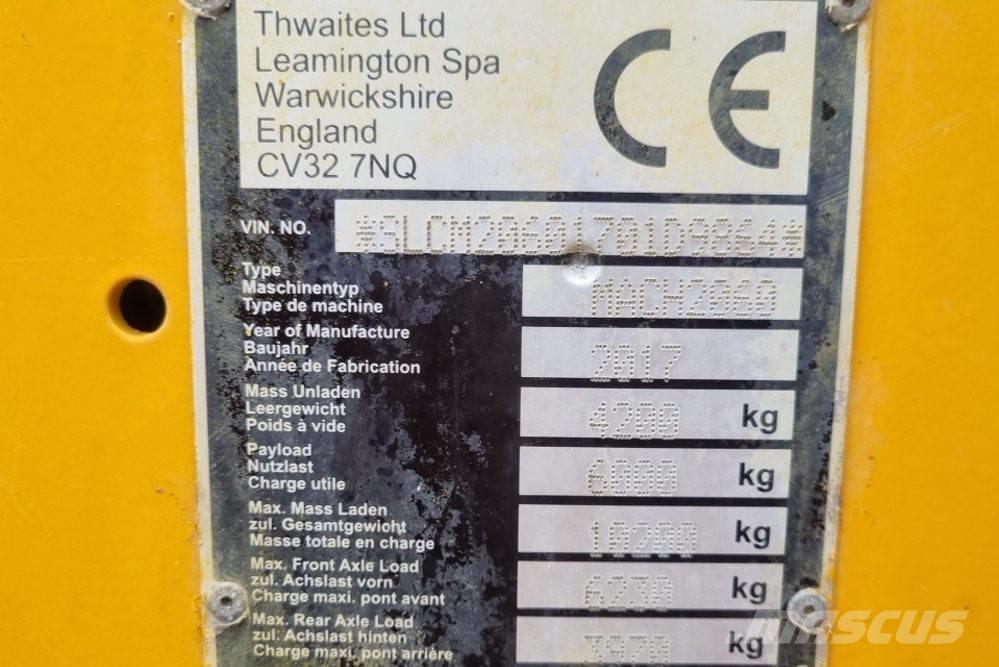 Thwaites Ltd
Leamington Spa
Warwickshire
England
CV32 7NQ
CE
VIN. NO. *SLCM20601701D9864*
Type
Maschinentyp
Type de machine
MACH2060
Year of Manufacture
Baujahr
Année de Fabrication
2017
Mass Unladen
Leergewicht
Poids à vide
4200 kg
Payload
Nutzlast
Charge utile
6000 kg
Max. Mass Laden
zul. Gesamtgewicht
Masse totale en charge
10200 kg
Max. Front Axle Load
zul. Achslast vorn
Charge maxi. pont avant
6230 kg
Max. Rear Axle Load
zul. Achslast hinten
Charge maxi. pont arrière
3970 kg
MASCUS